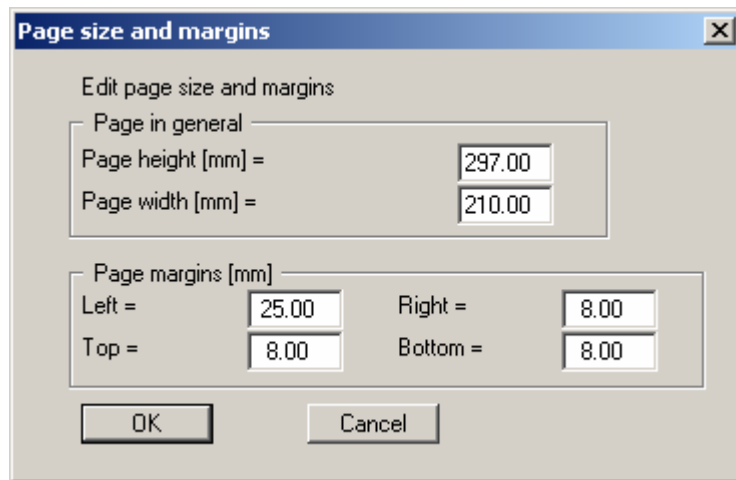 Page size and margins
Edit page size and margins
Page in general
Page height [mm] = 297.00
Page width [mm] = 210.00
Page margins [mm]
Left = 25.00 Right = 8.00
Top = 8.00 Bottom = 8.00
OK Cancel